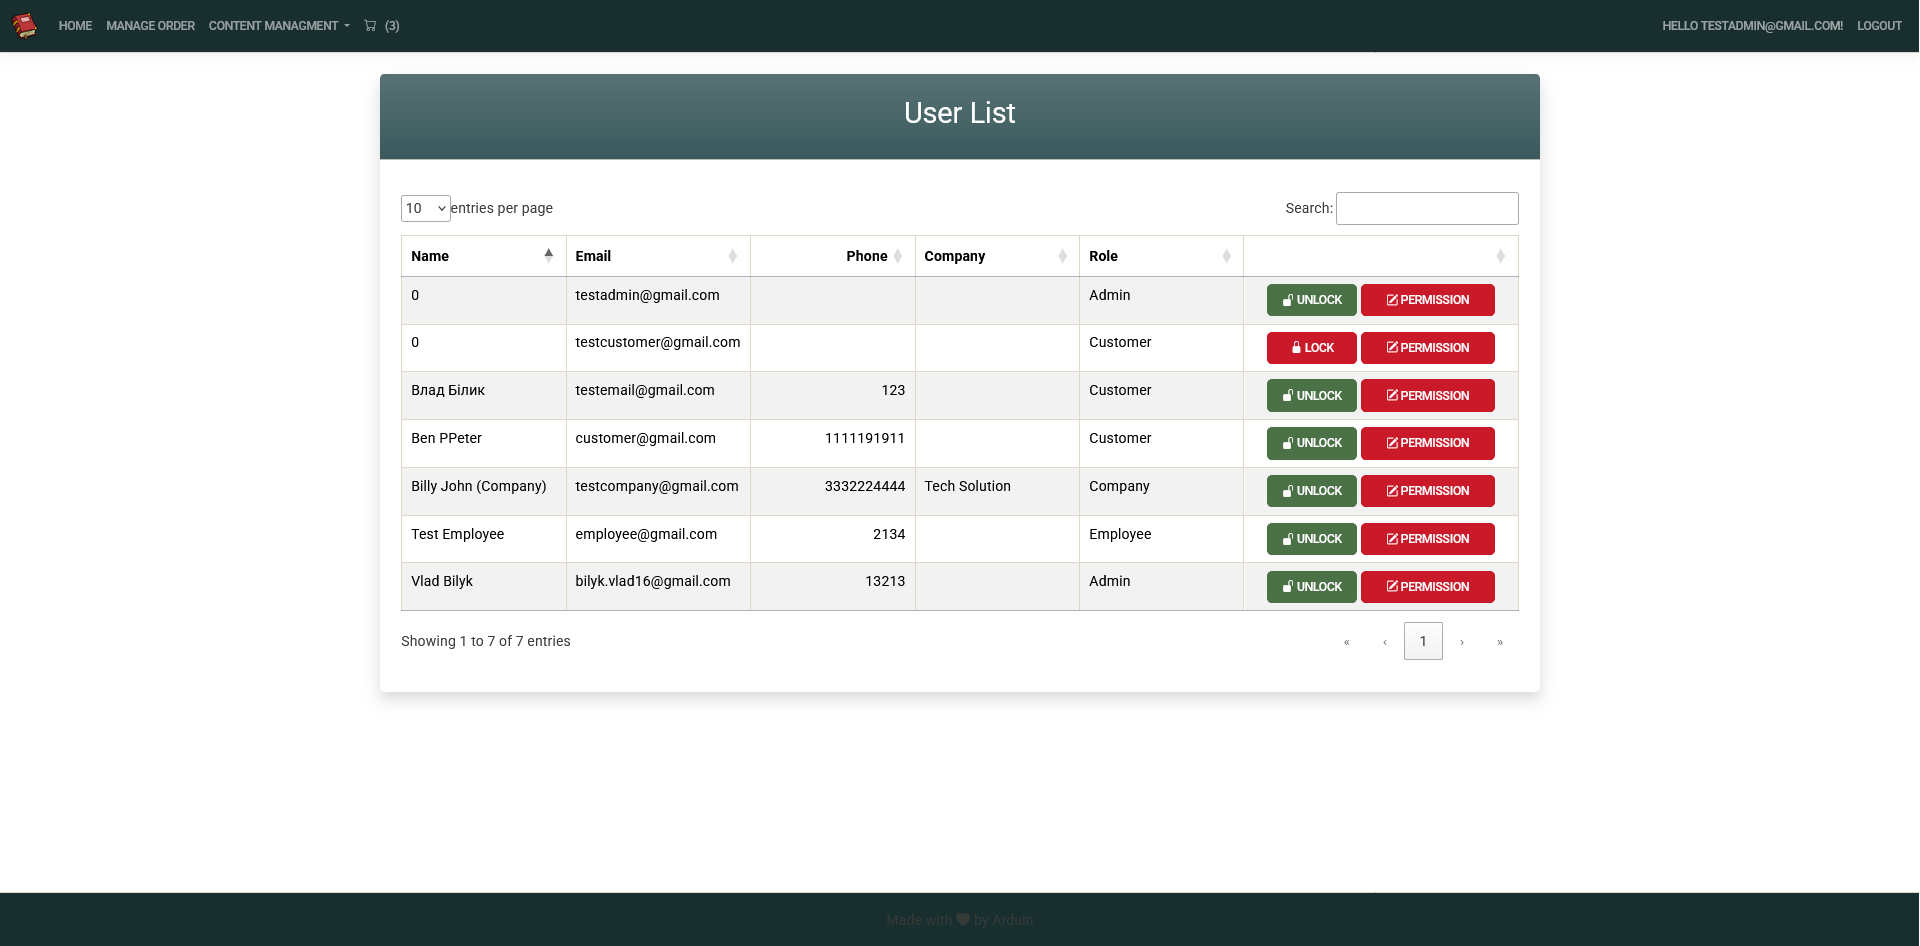 HOME MANAGE ORDER CONTENT MANAGMENT (3) HELLO TESTADMIN@GMAIL.COM! LOGOUT
User List
10 entries per page Search:
Name Email Phone Company Role
0 testadmin@gmail.com Admin UNLOCK PERMISSION
0 testcustomer@gmail.com Customer LOCK PERMISSION
Влад Білик testemail@gmail.com 123 Customer UNLOCK PERMISSION
Ben PPeter customer@gmail.com 1111191911 Customer UNLOCK PERMISSION
Billy John (Company) testcompany@gmail.com 3332224444 Tech Solution Company UNLOCK PERMISSION
Test Employee employee@gmail.com 2134 Employee UNLOCK PERMISSION
Vlad Bilyk bilyk.vlad16@gmail.com 13213 Admin UNLOCK PERMISSION
Showing 1 to 7 of 7 entries « ‹ 1 › »
Made with ♥ by Arduin